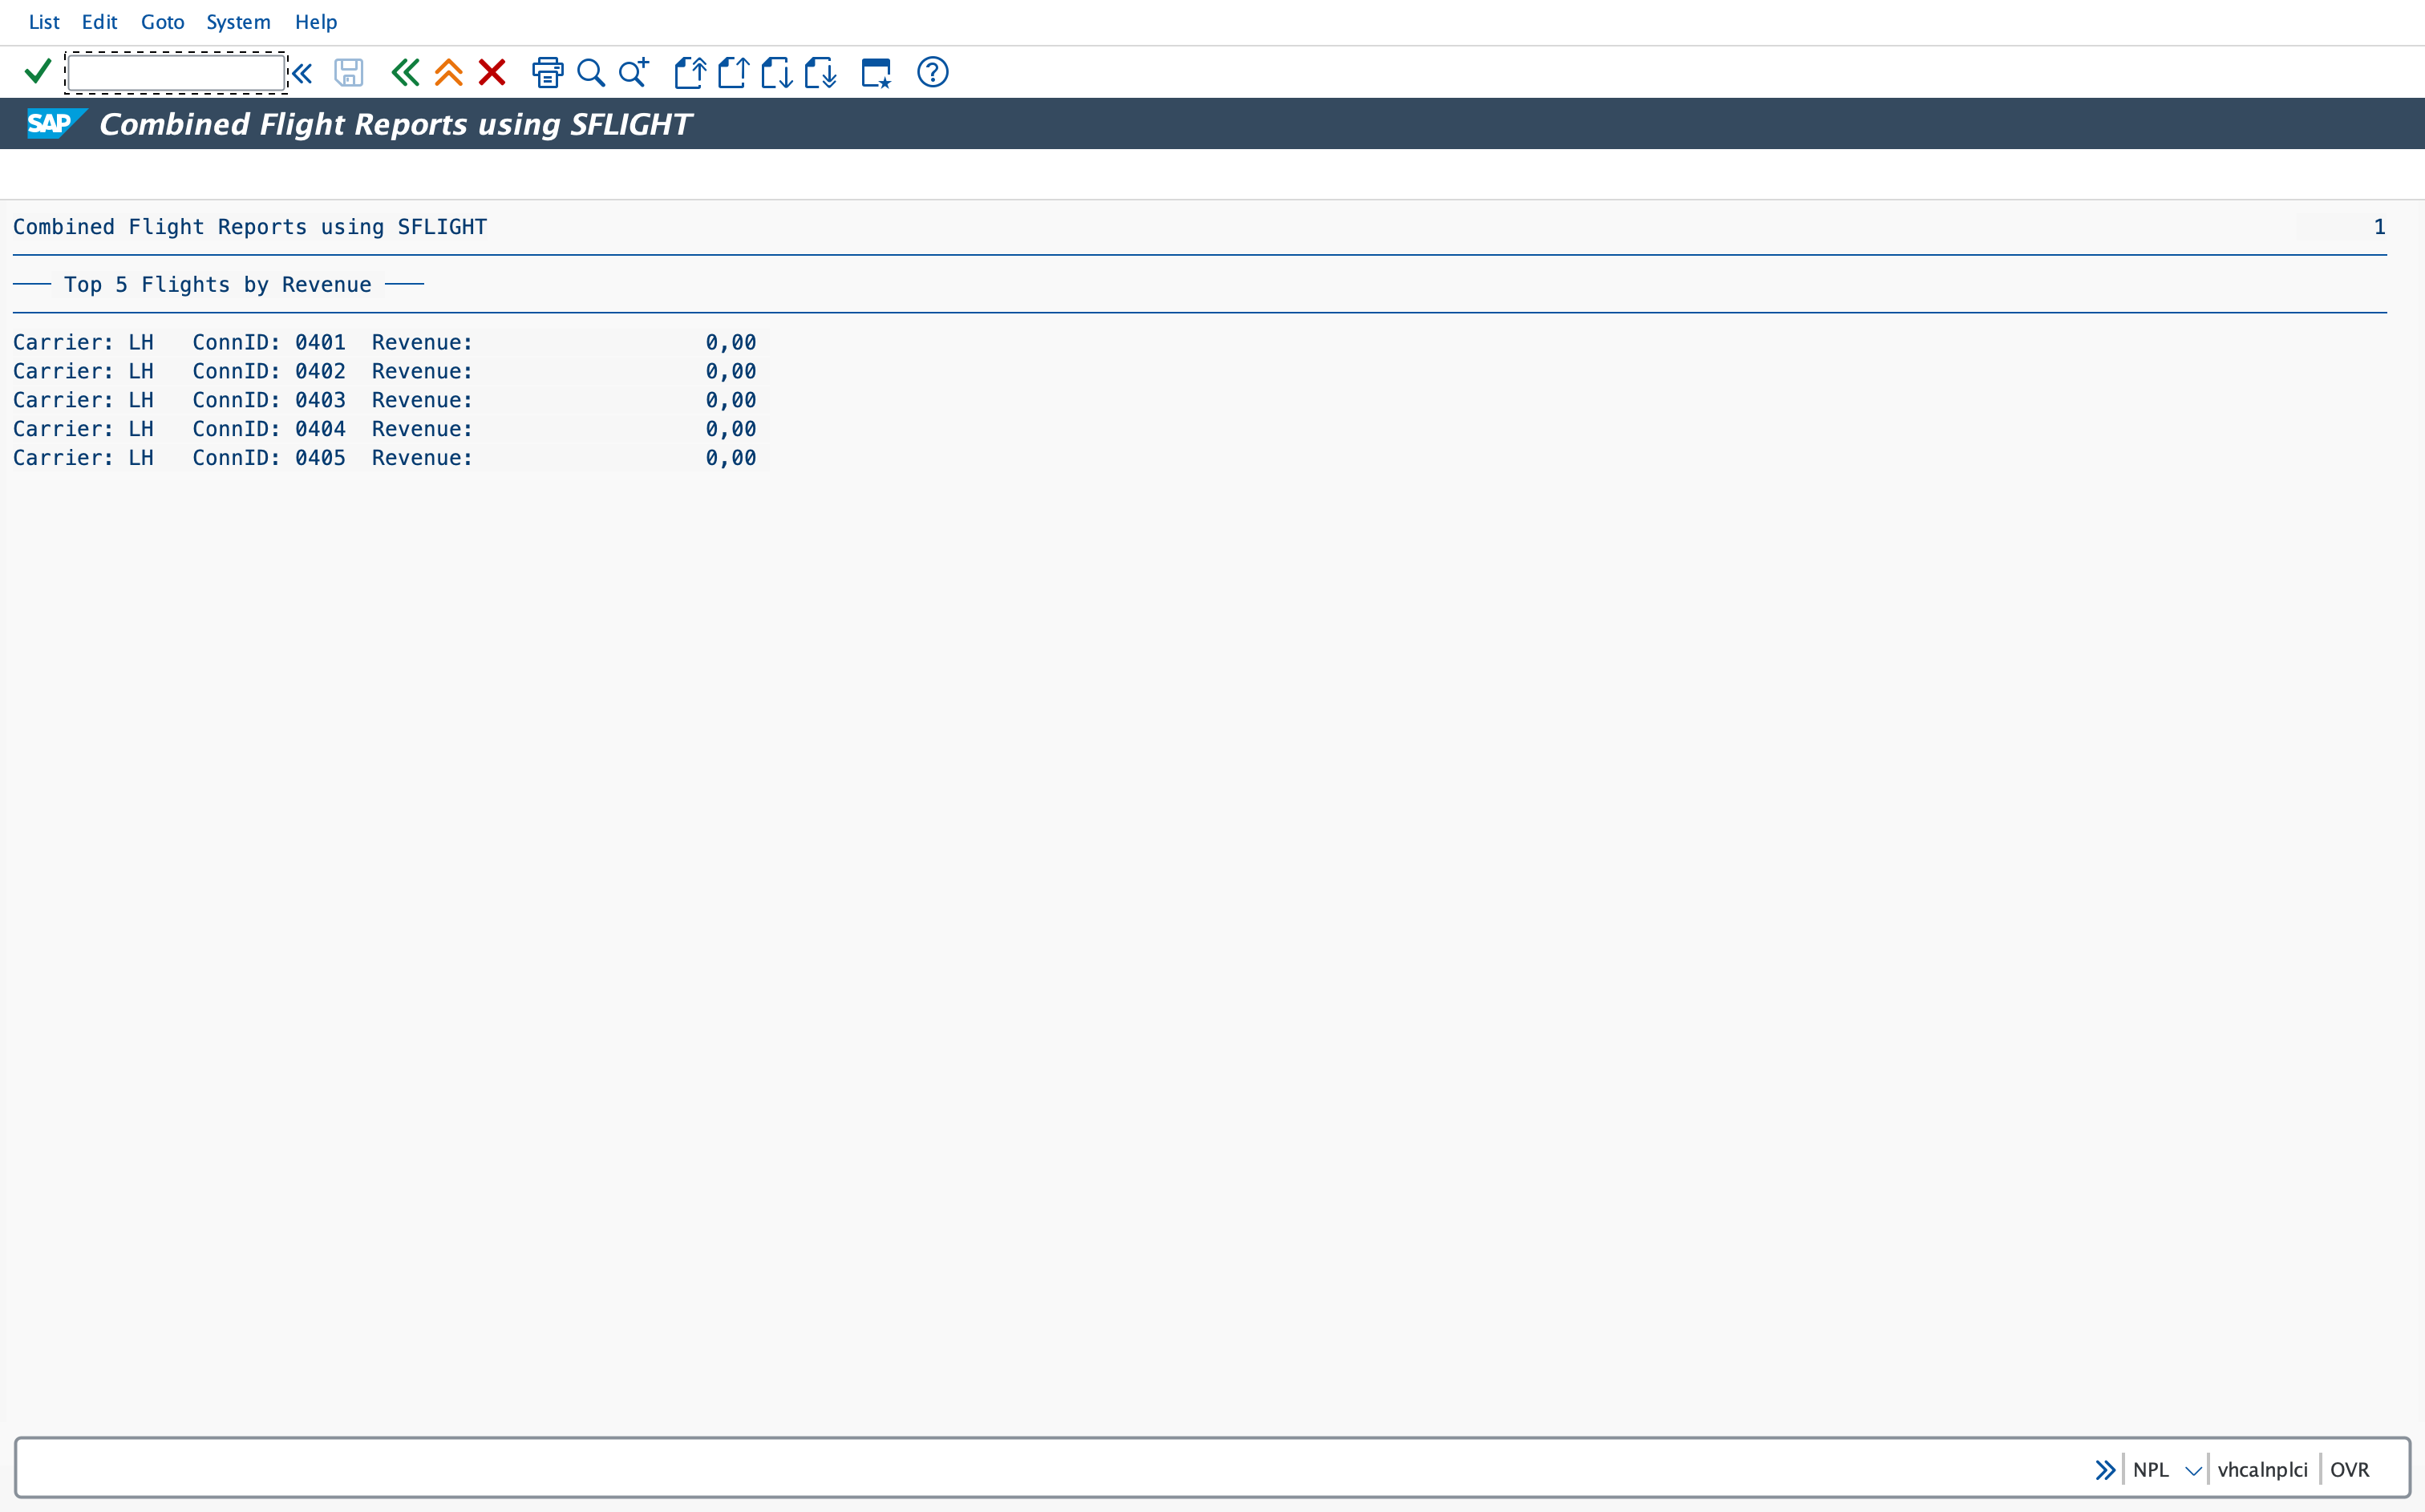 List Edit Goto System Help
SAP Combined Flight Reports using SFLIGHT
Combined Flight Reports using SFLIGHT 1
Top 5 Flights by Revenue
Carrier: LH ConnID: 0401 Revenue: 0,00
Carrier: LH ConnID: 0402 Revenue: 0,00
Carrier: LH ConnID: 0403 Revenue: 0,00
Carrier: LH ConnID: 0404 Revenue: 0,00
Carrier: LH ConnID: 0405 Revenue: 0,00
NPL vhcalnplci OVR